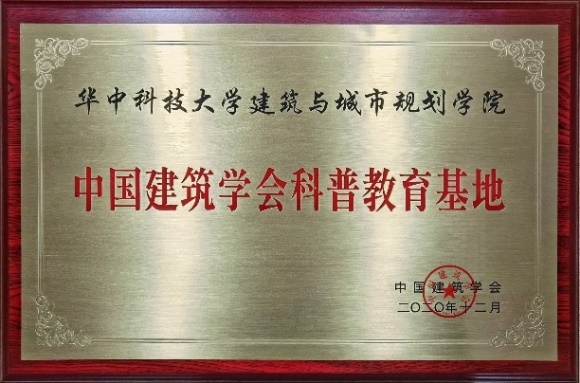 华中科技大学建筑与城市规划学院
中国建筑学会科普教育基地
中国建筑学会
二〇二〇年十二月